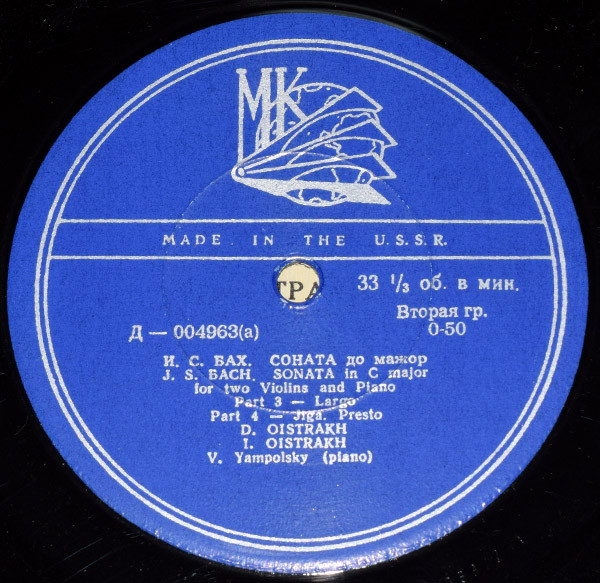 МК
MADE IN THE U.S.S.R.
ТРА
33 1/3 об. в мин.
Вторая гр.
Д — 004963(а)
0-50
И. С. БАХ. СОНАТА до мажор
J. S. BACH. SONATA in C major
for two Violins and Piano
Part 3 — Largo
Part 4 — Jiga. Presto
D. OISTRAKH
I. OISTRAKH
V. Yampolsky (piano)